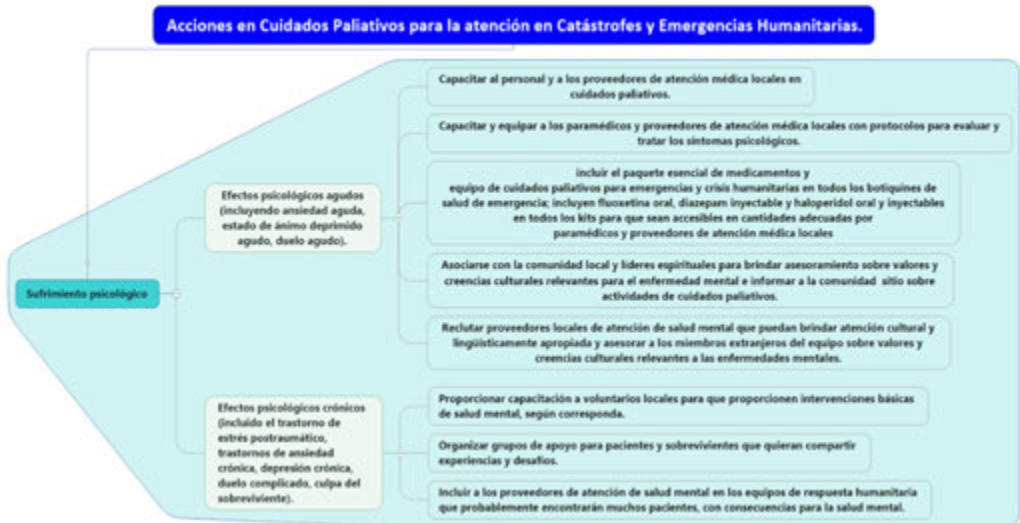 Acciones en Cuidados Paliativos para la atención en Catástrofes y Emergencias Humanitarias.
Sufrimiento psicológico
Efectos psicológicos agudos
(incluyendo ansiedad aguda,
estado de ánimo deprimido
agudo, duelo agudo).
Capacitar al personal y a los proveedores de atención médica locales en
cuidados paliativos.
Capacitar y equipar a los paramédicos y proveedores de atención médica locales con protocolos para evaluar y
tratar los síntomas psicológicos.
incluir el paquete esencial de medicamentos y
equipo de cuidados paliativos para emergencias y crisis humanitarias en todos los botiquines de
salud de emergencia; incluyen fluoxetina oral, diazepam inyectable y haloperidol oral y inyectables
en todos los kits para que sean accesibles en cantidades adecuadas por
paramédicos y proveedores de atención médica locales
Asociarse con la comunidad local y líderes espirituales para brindar asesoramiento sobre valores y
creencias culturales relevantes para el enfermedad mental e informar a la comunidad sitio sobre
actividades de cuidados paliativos.
Reclutar proveedores locales de atención de salud mental que puedan brindar atención cultural y
lingüísticamente apropiada y asesorar a los miembros extranjeros del equipo sobre valores y
creencias culturales relevantes a las enfermedades mentales.
Efectos psicológicos crónicos
(incluido el trastorno de
estrés postraumático,
trastornos de ansiedad
crónica, depresión crónica,
duelo complicado, culpa del
sobreviviente).
Proporcionar capacitación a voluntarios locales para que proporcionen intervenciones básicas
de salud mental, según corresponda.
Organizar grupos de apoyo para pacientes y sobrevivientes que quieran compartir
experiencias y desafíos.
Incluir a los proveedores de atención de salud mental en los equipos de respuesta humanitaria
que probablemente encontrarán muchos pacientes, con consecuencias para la salud mental.